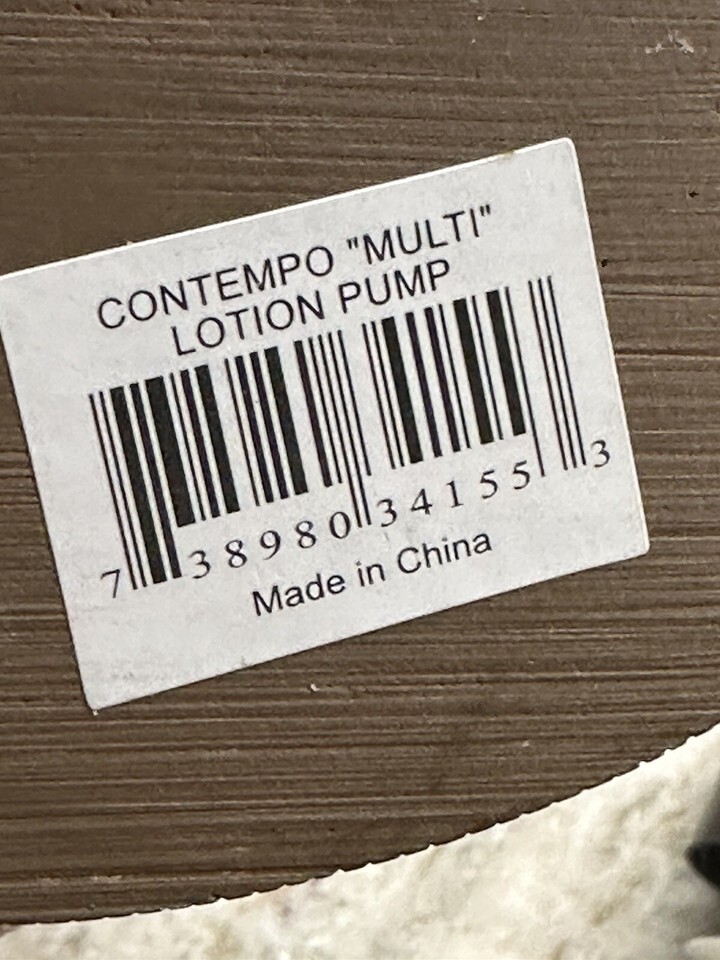 CONTEMPO "MULTI"
LOTION PUMP
7 38980 34155 3
Made in China